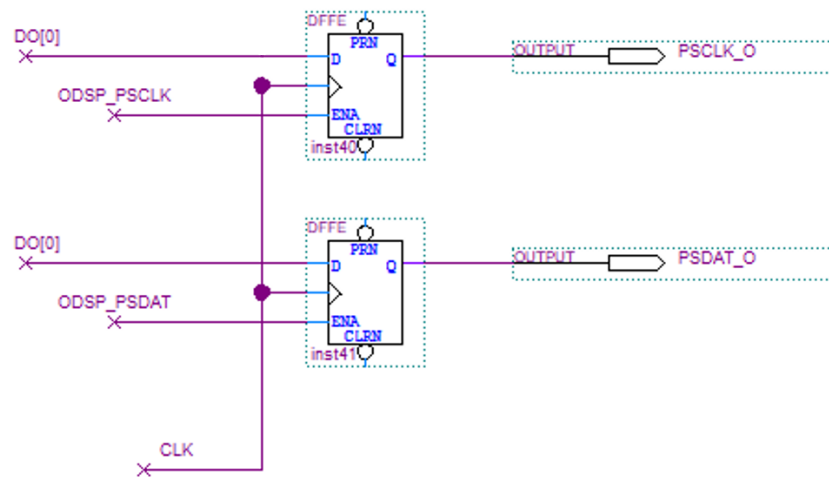 DFFE
DO[0]
PRN
D
Q
OUTPUT
PSCLK_O
ODSP_PSCLK
ENA
CLRN
inst40
DFFE
DO[0]
PRN
D
Q
OUTPUT
PSDAT_O
ODSP_PSDAT
ENA
CLRN
inst41
CLK